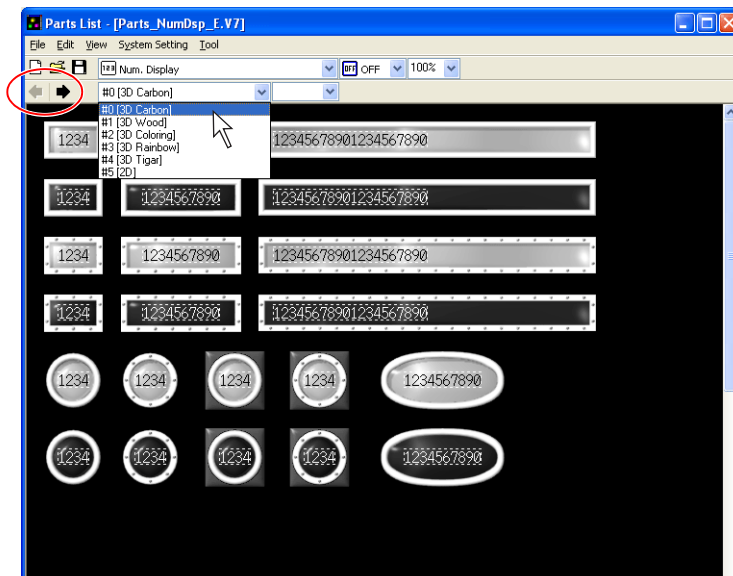 Parts List - [Parts_NumDsp_E.V7]
File Edit View System Setting Tool
123 Num. Display OFF OFF 100%
#0 [3D Carbon]
#0 [3D Carbon]
#1 [3D Wood]
#2 [3D Coloring]
#3 [3D Rainbow]
#4 [3D Tigar]
#5 [2D]
1234 12345678901234567890
1234 1234567890 12345678901234567890
1234 1234567890 12345678901234567890
1234 1234567890 12345678901234567890
1234 1234 1234 1234 1234567890
1234 1234 1234 1234 1234567890